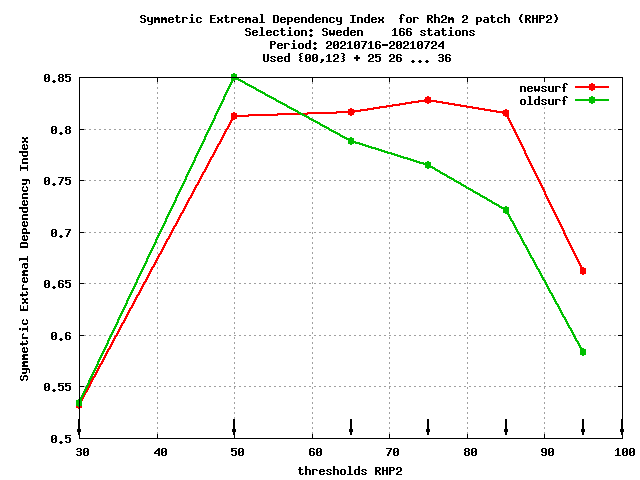 Symmetric Extremal Dependency Index  for Rh2m 2 patch (RHP2)
Selection: Sweden    166 stations
Period: 20210716-20210724
Used {00,12} + 25 26 ... 36
newsurf
oldsurf
Symmetric Extremal Dependency Index
0.85
0.8
0.75
0.7
0.65
0.6
0.55
0.5
30 40 50 60 70 80 90 100
thresholds RHP2